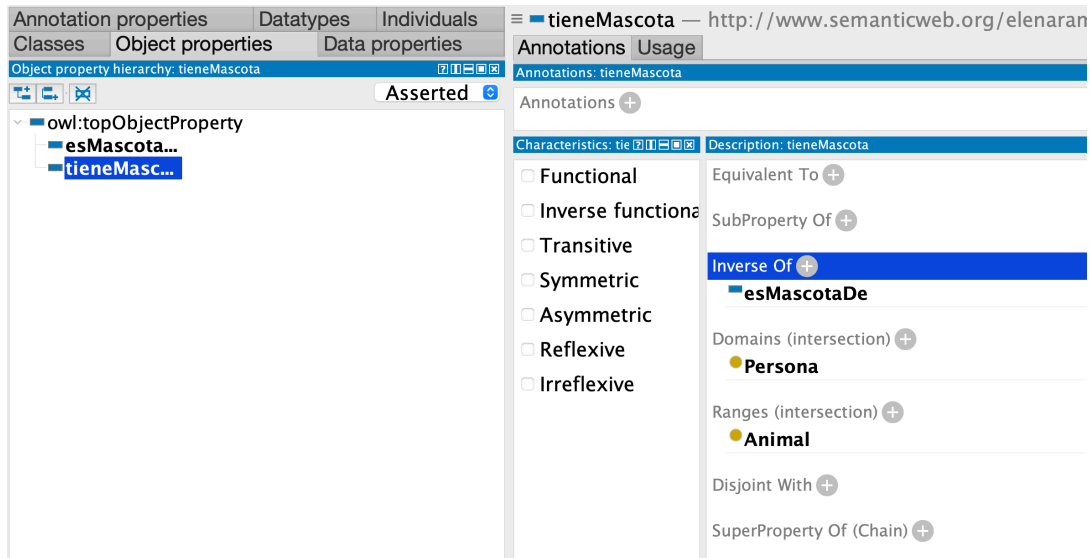 Annotation properties Datatypes Individuals
Classes Object properties Data properties
Object property hierarchy: tieneMascota
Asserted
owl:topObjectProperty
esMascota...
tieneMasc...
tieneMascota — http://www.semanticweb.org/elenaran
Annotations Usage
Annotations: tieneMascota
Annotations
Characteristics: tie
Functional
Inverse functiona
Transitive
Symmetric
Asymmetric
Reflexive
Irreflexive
Description: tieneMascota
Equivalent To
SubProperty Of
Inverse Of
esMascotaDe
Domains (intersection)
Persona
Ranges (intersection)
Animal
Disjoint With
SuperProperty Of (Chain)